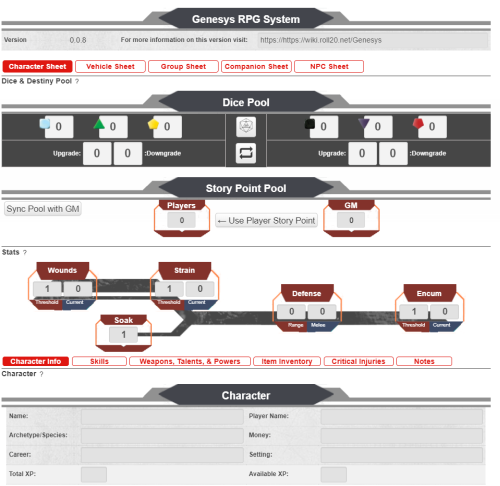 Genesys RPG System
Version 0.0.8 For more information on this version visit: https://https://wiki.roll20.net/Genesys
Character Sheet Vehicle Sheet Group Sheet Companion Sheet NPC Sheet
Dice & Destiny Pool ?
Dice Pool
0 0 0 0 0 0
Upgrade: 0 0 :Downgrade Upgrade: 0 0 :Downgrade
Story Point Pool
Sync Pool with GM Players 0 ← Use Player Story Point GM 0
Stats ?
Wounds Strain
1 0 1 0
Threshold Current Threshold Current
Defense Encum
0 0 1 0
Range Melee Threshold Current
Soak
1
Character Info Skills Weapons, Talents, & Powers Item Inventory Critical Injuries Notes
Character ?
Character
Name: Player Name:
Archetype/Species: Money:
Career: Setting:
Total XP: Available XP: